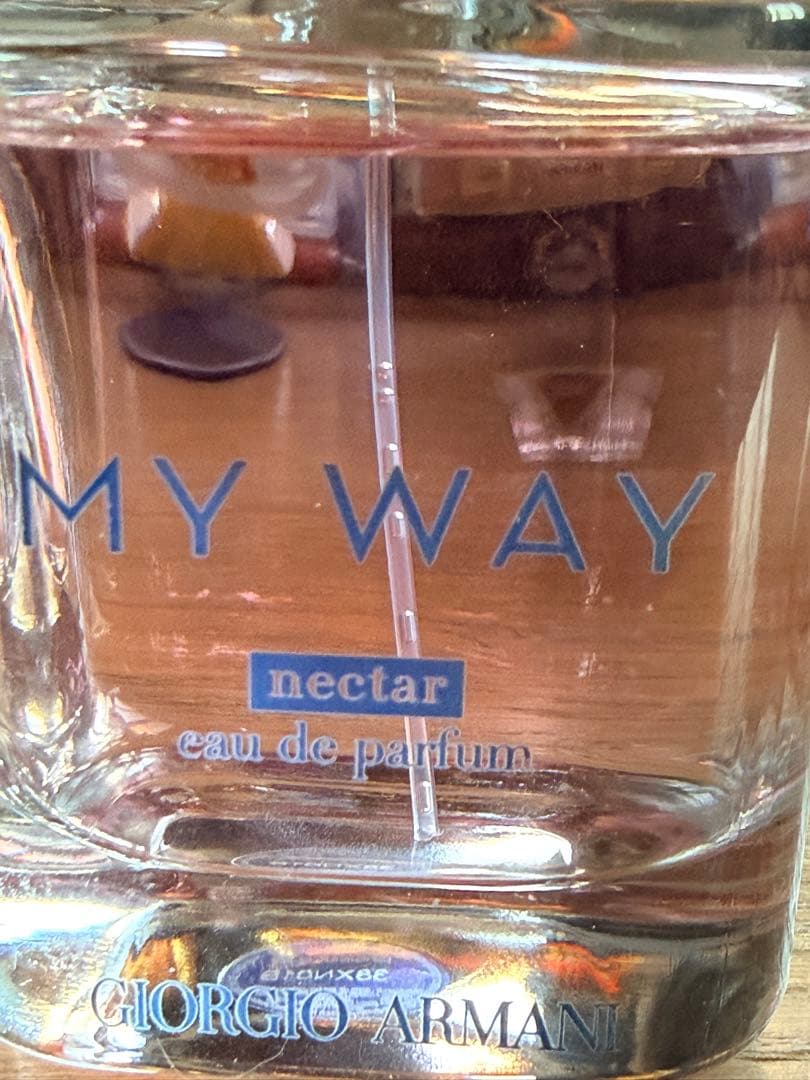 MY WAY
nectar
eau de parfum
GIORGIO ARMANI